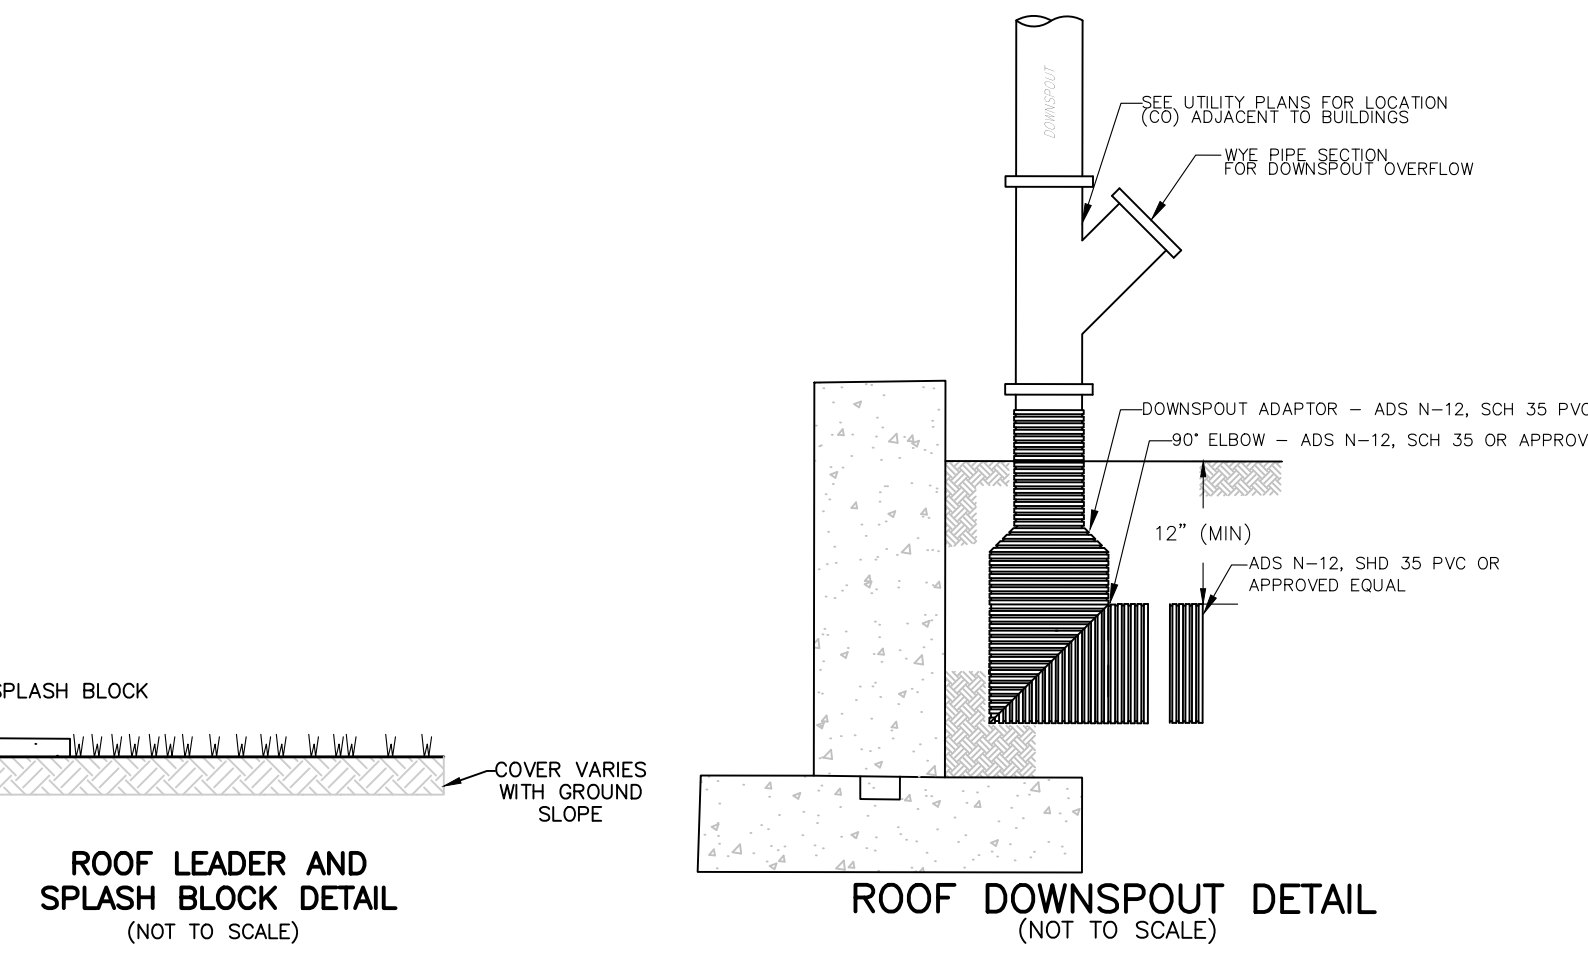 SPLASH BLOCK
COVER VARIES
WITH GROUND
SLOPE
ROOF LEADER AND
SPLASH BLOCK DETAIL
(NOT TO SCALE)
DOWNSPOUT
SEE UTILITY PLANS FOR LOCATION
(CO) ADJACENT TO BUILDINGS
WYE PIPE SECTION
FOR DOWNSPOUT OVERFLOW
DOWNSPOUT ADAPTOR – ADS N–12, SCH 35 PVC
90° ELBOW – ADS N–12, SCH 35 OR APPROV
12” (MIN)
ADS N–12, SHD 35 PVC OR
APPROVED EQUAL
ROOF DOWNSPOUT DETAIL
(NOT TO SCALE)